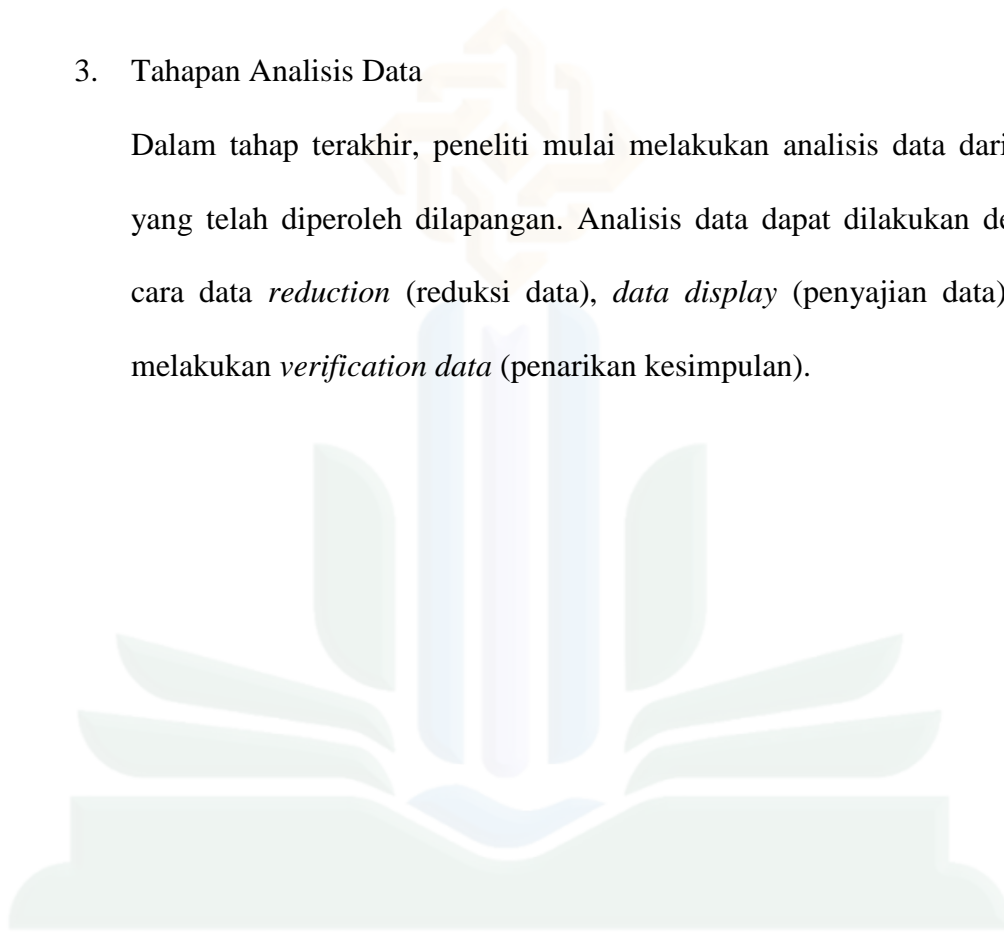 3. Tahapan Analisis Data
Dalam tahap terakhir, peneliti mulai melakukan analisis data dari
yang telah diperoleh dilapangan. Analisis data dapat dilakukan
cara data reduction (reduksi data), data display (penyajian data)
melakukan verification data (penarikan kesimpulan).